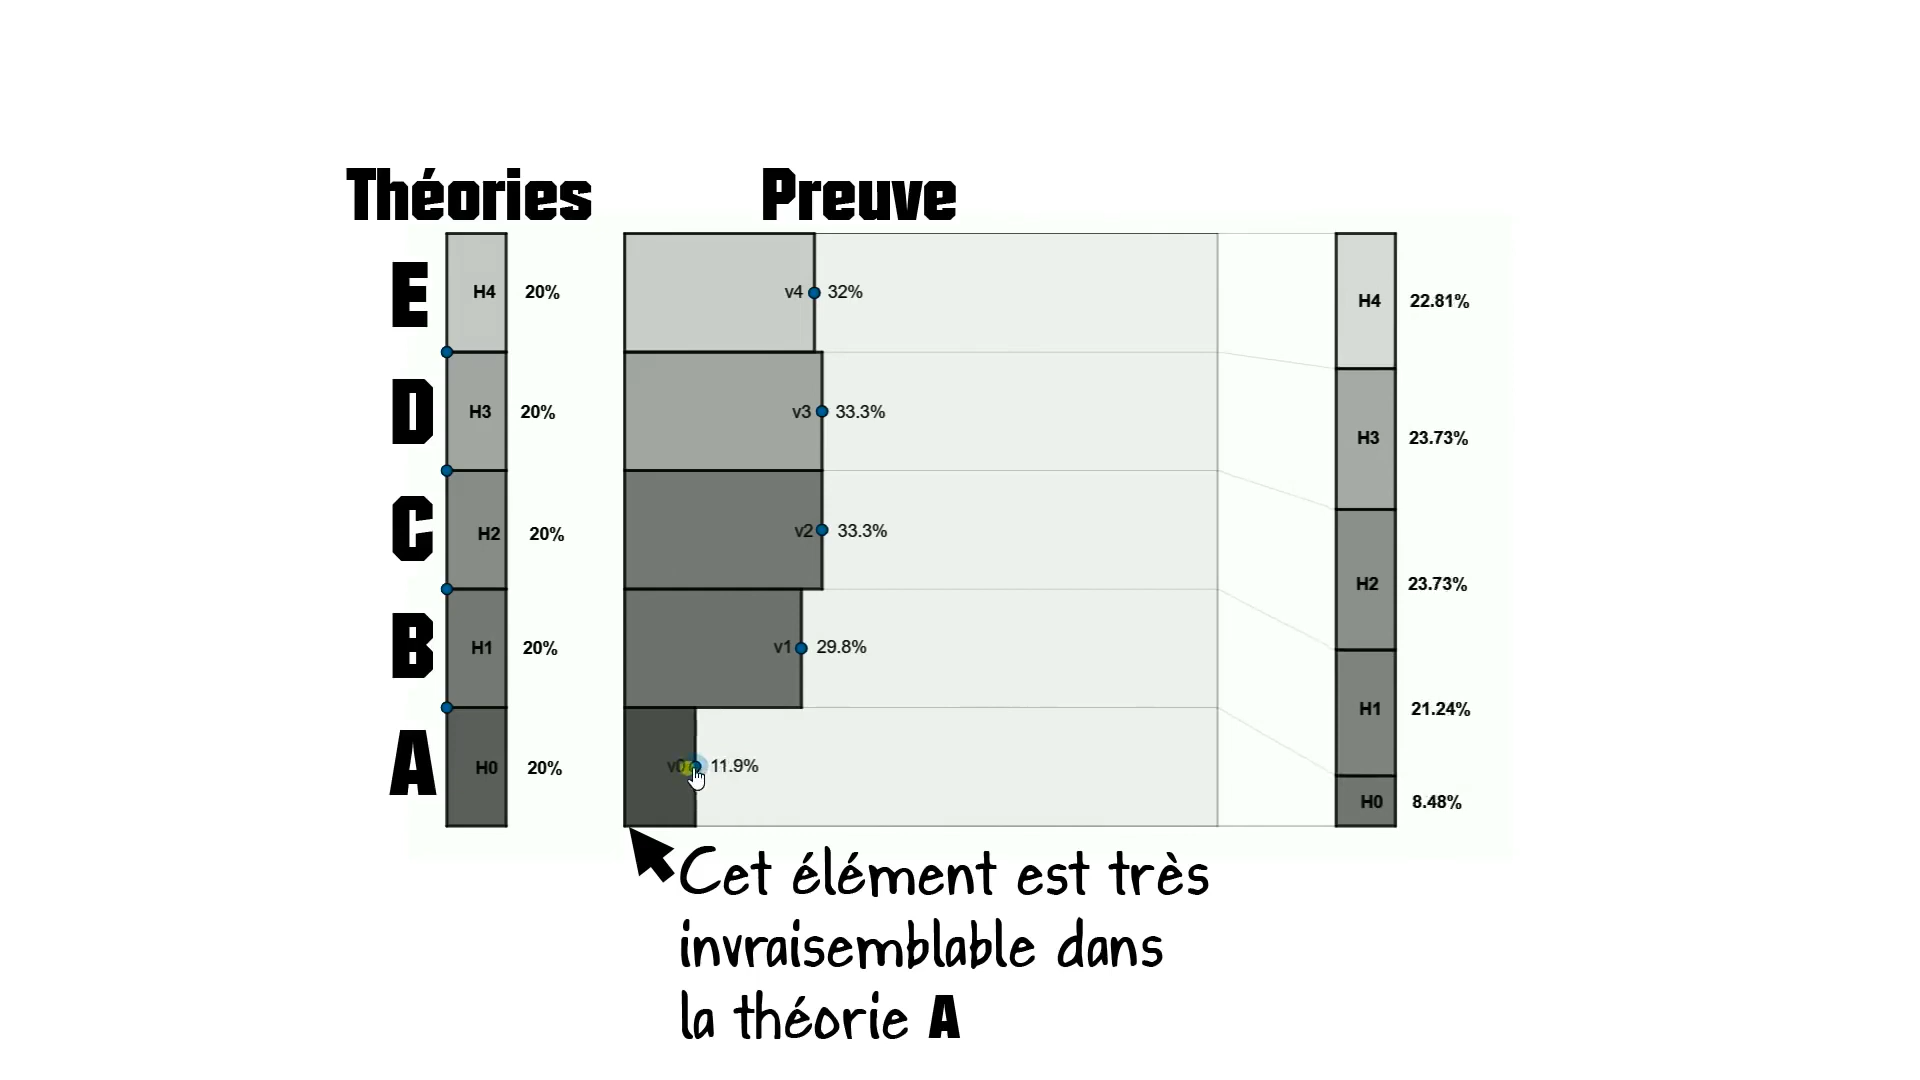 Théories Preuve
E H4 20% v4 32% H4 22.81%
D H3 20% v3 33.3% H3 23.73%
C H2 20% v2 33.3% H2 23.73%
B H1 20% v1 29.8% H1 21.24%
A H0 20% v0 11.9% H0 8.48%
Cet élément est très
invraisemblable dans
la théorie A